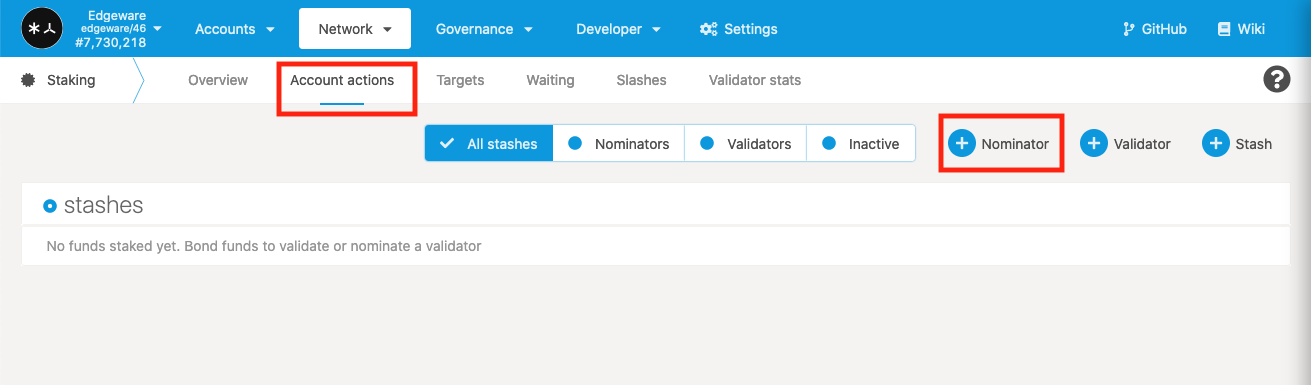 Edgeware
edgeware/46
#7,730,218
Accounts
Network
Governance
Developer
Settings
GitHub
Wiki
Staking
Overview
Account actions
Targets
Waiting
Slashes
Validator stats
?
All stashes
Nominators
Validators
Inactive
Nominator
Validator
Stash
stashes
No funds staked yet. Bond funds to validate or nominate a validator